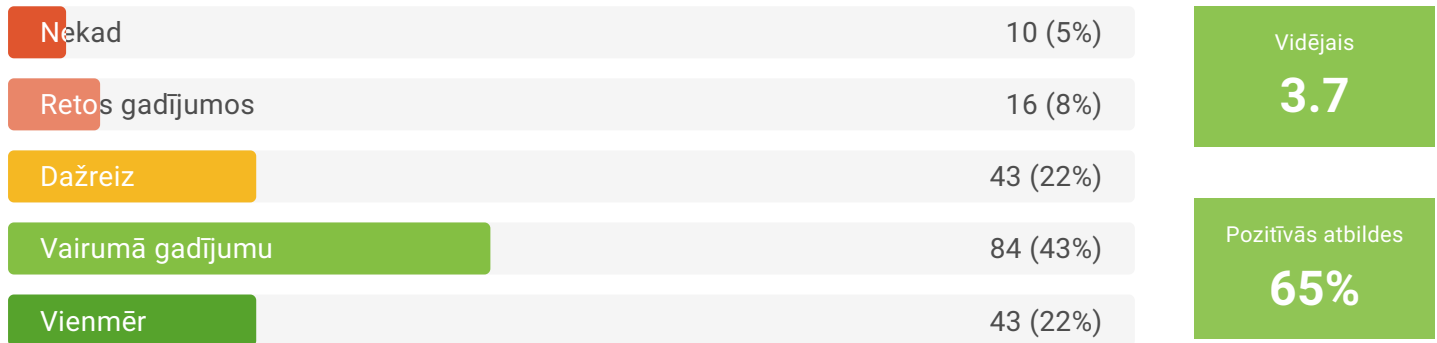 Nekad 10 (5%)
Retos gadījumos 16 (8%)
Dažreiz 43 (22%)
Vairumā gadījumu 84 (43%)
Vienmēr 43 (22%)
Vidējais
3.7
Pozitīvās atbildes
65%